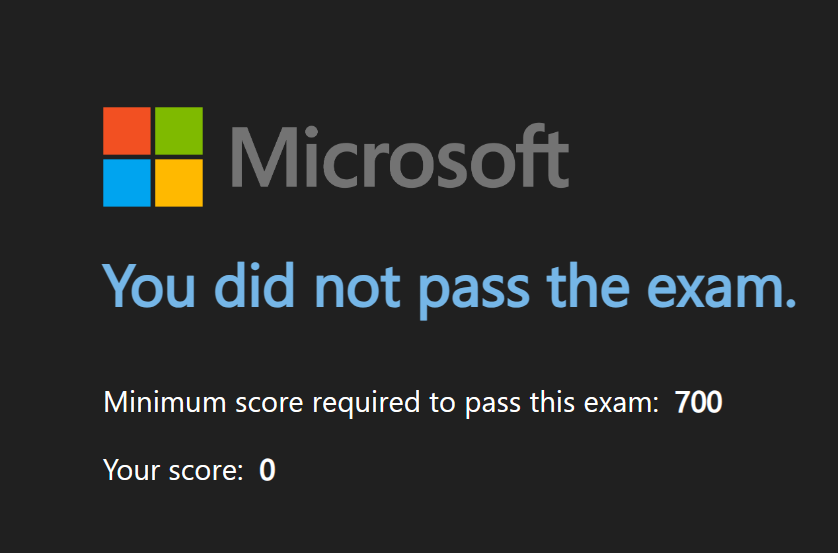 Microsoft
You did not pass the exam.
Minimum score required to pass this exam: 700
Your score: 0